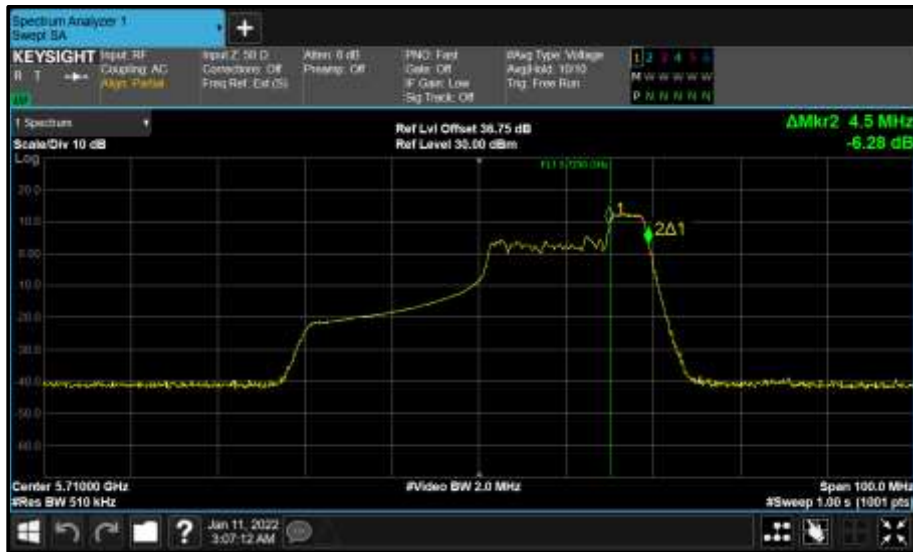 Spectrum Analyzer 1
Swept SA
+
KEYSIGHT
R T
Input: RF
Coupling: AC
Align: Partial
Input Z: 50 Ω
Corrections: Off
Freq Ref: Ext (S)
Atten: 6 dB
Preamp: Off
PNO: Fast
Gate: Off
IF Gain: Low
Sig Track: Off
#Avg Type: Voltage
Avg|Hold: 10/10
Trig: Free Run
1 2 3 4 5 6
M W W W W W
P N N N N N
1 Spectrum
Scale/Div 10 dB
Ref Lvl Offset 36.75 dB
Ref Level 30.00 dBm
ΔMkr2 4.5 MHz
-6.28 dB
Log
20.0
10.0
0.00
-10.0
-20.0
-30.0
-40.0
-50.0
-60.0
1
2Δ1
Center 5.71000 GHz
#Res BW 510 kHz
#Video BW 2.0 MHz
Span 100.0 MHz
#Sweep 1.00 s (1001 pts)
?
Jan 11, 2022
3:07:12 AM